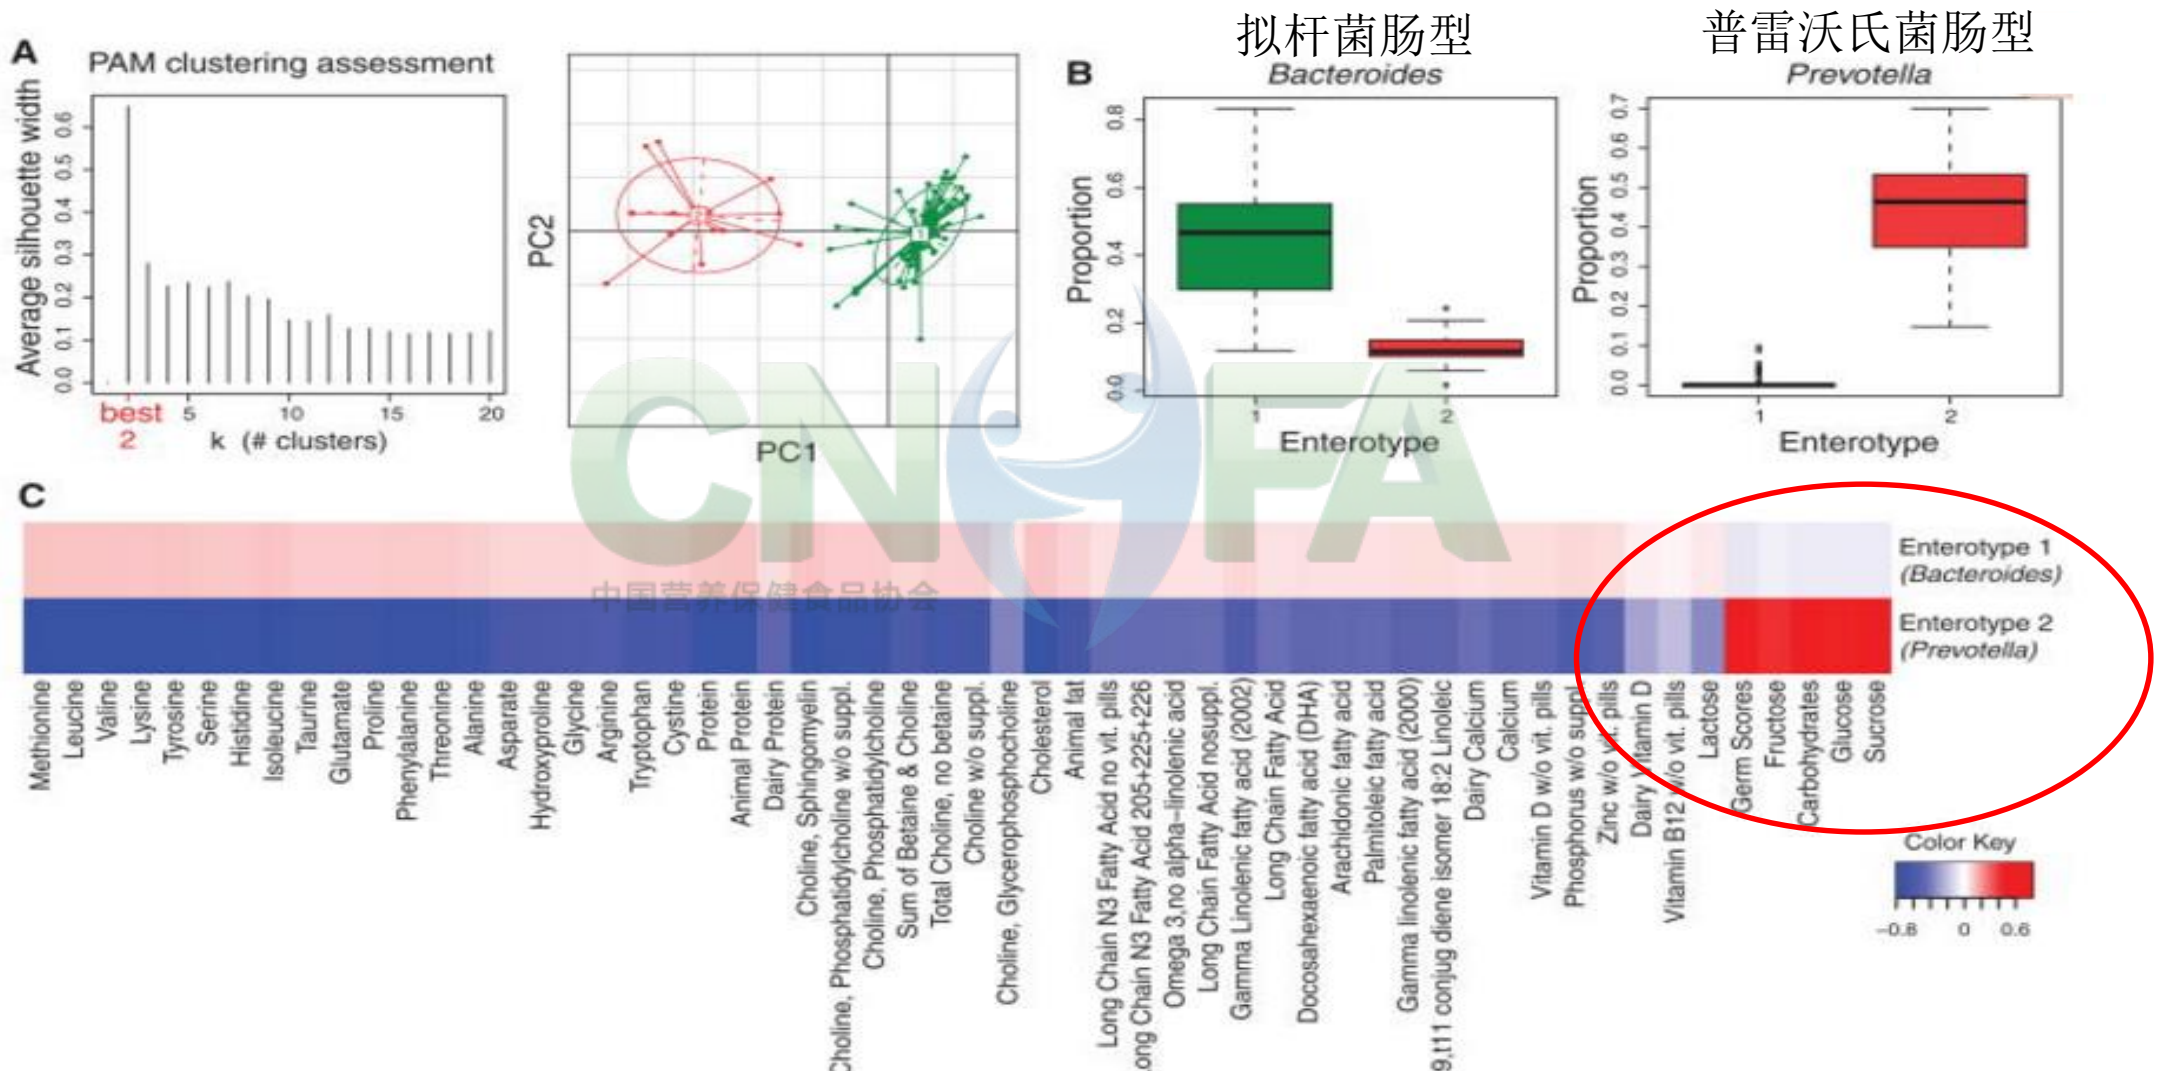 拟杆菌肠型
普雷沃氏菌肠型
A
PAM clustering assessment
Average silhouette width
0.0 0.1 0.2 0.3 0.4 0.5 0.6
best
2
5 10 15 20
k (# clusters)
PC2
PC1
B
Bacteroides
Proportion
0.0 0.2 0.4 0.6 0.8
1 2
Enterotype
Prevotella
Proportion
0.0 0.1 0.2 0.3 0.4 0.5 0.6 0.7
1 2
Enterotype
CNHFA
中国营养保健食品协会
C
Enterotype 1
(Bacteroides)
Enterotype 2
(Prevotella)
Methionine
Leucine
Valine
Lysine
Tyrosine
Serine
Histidine
Isoleucine
Taurine
Glutamate
Proline
Phenylalanine
Threonine
Alanine
Asparate
Hydroxyproline
Glycine
Arginine
Tryptophan
Cystine
Protein
Animal Protein
Dairy Protein
Choline, Sphingomyelin
Choline, Phosphatidylcholine w/o suppl.
Choline, Phosphatidylcholine
Sum of Betaine & Choline
Total Choline, no betaine
Choline w/o suppl.
Choline, Glycerophosphocholine
Cholesterol
Animal fat
Long Chain N3 Fatty Acid no vit. pills
Long Chain N3 Fatty Acid 205+225+226
Omega 3,no alpha-linolenic acid
Long Chain Fatty Acid nosuppl.
Gamma Linolenic fatty acid (2002)
Long Chain Fatty Acid
Docosahexaenoic fatty acid (DHA)
Arachidonic fatty acid
Palmitoleic fatty acid
Gamma linolenic fatty acid (2000)
9,t11 conjug diene isomer 18:2 Linoleic
Dairy Calcium
Calcium
Vitamin D w/o vit. pills
Phosphorus w/o suppl.
Zinc w/o vit. pills
Dairy Vitamin D
Vitamin B12 w/o vit. pills
Lactose
Germ Scores
Fructose
Carbohydrates
Glucose
Sucrose
Color Key
-0.8 0 0.6